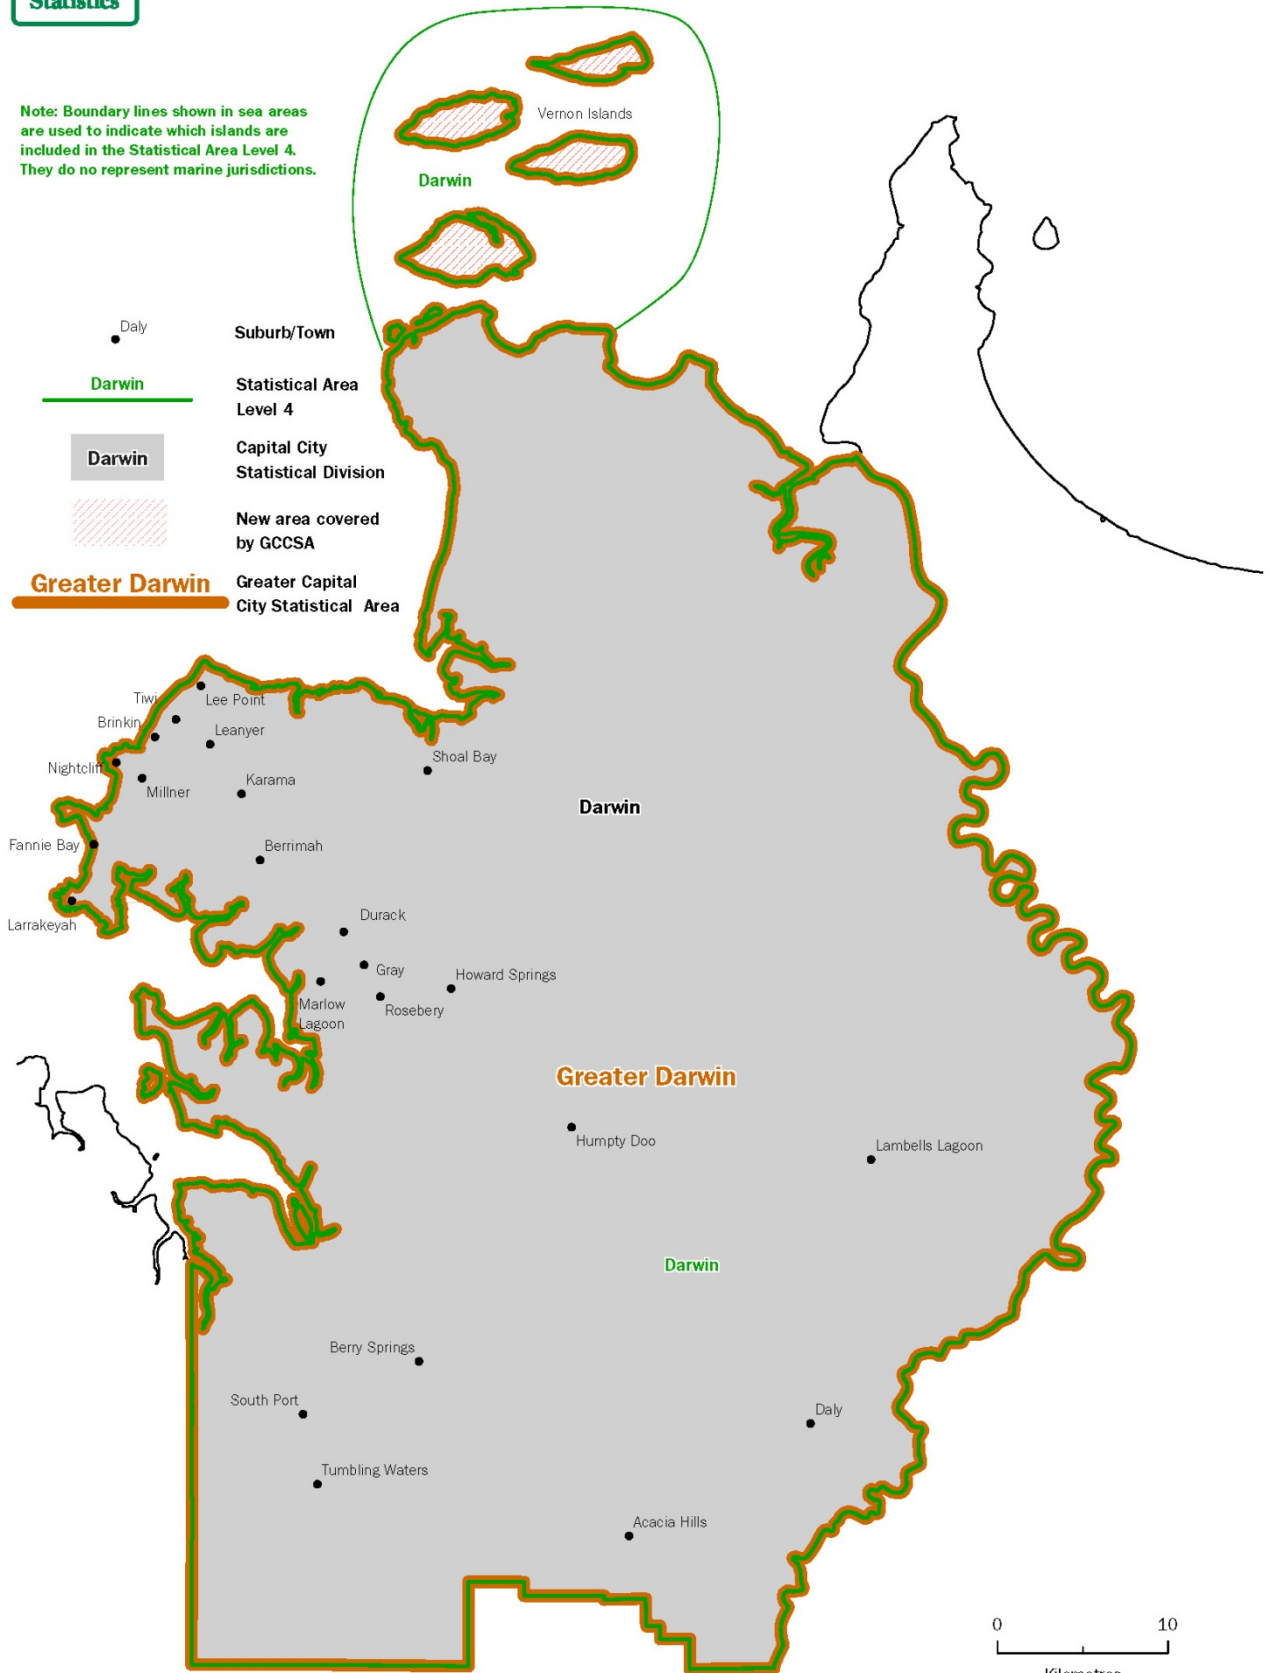 Statistics
Note: Boundary lines shown in sea areas
are used to indicate which islands are
included in the Statistical Area Level 4.
They do no represent marine jurisdictions.
Vernon Islands
Darwin
Daly
Suburb/Town
Darwin
Statistical Area
Level 4
Darwin
Capital City
Statistical Division
New area covered
by GCCSA
Greater Darwin
Greater Capital
City Statistical Area
Tiwi
Lee Point
Brinkin
Leanyer
Nightcliff
Shoal Bay
Millner
Karama
Darwin
Fannie Bay
Berrimah
Larrakeyah
Durack
Gray
Howard Springs
Marlow
Lagoon
Rosebery
Greater Darwin
Humpty Doo
Lambells Lagoon
Darwin
Berry Springs
South Port
Daly
Tumbling Waters
Acacia Hills
0 10
Kilometres